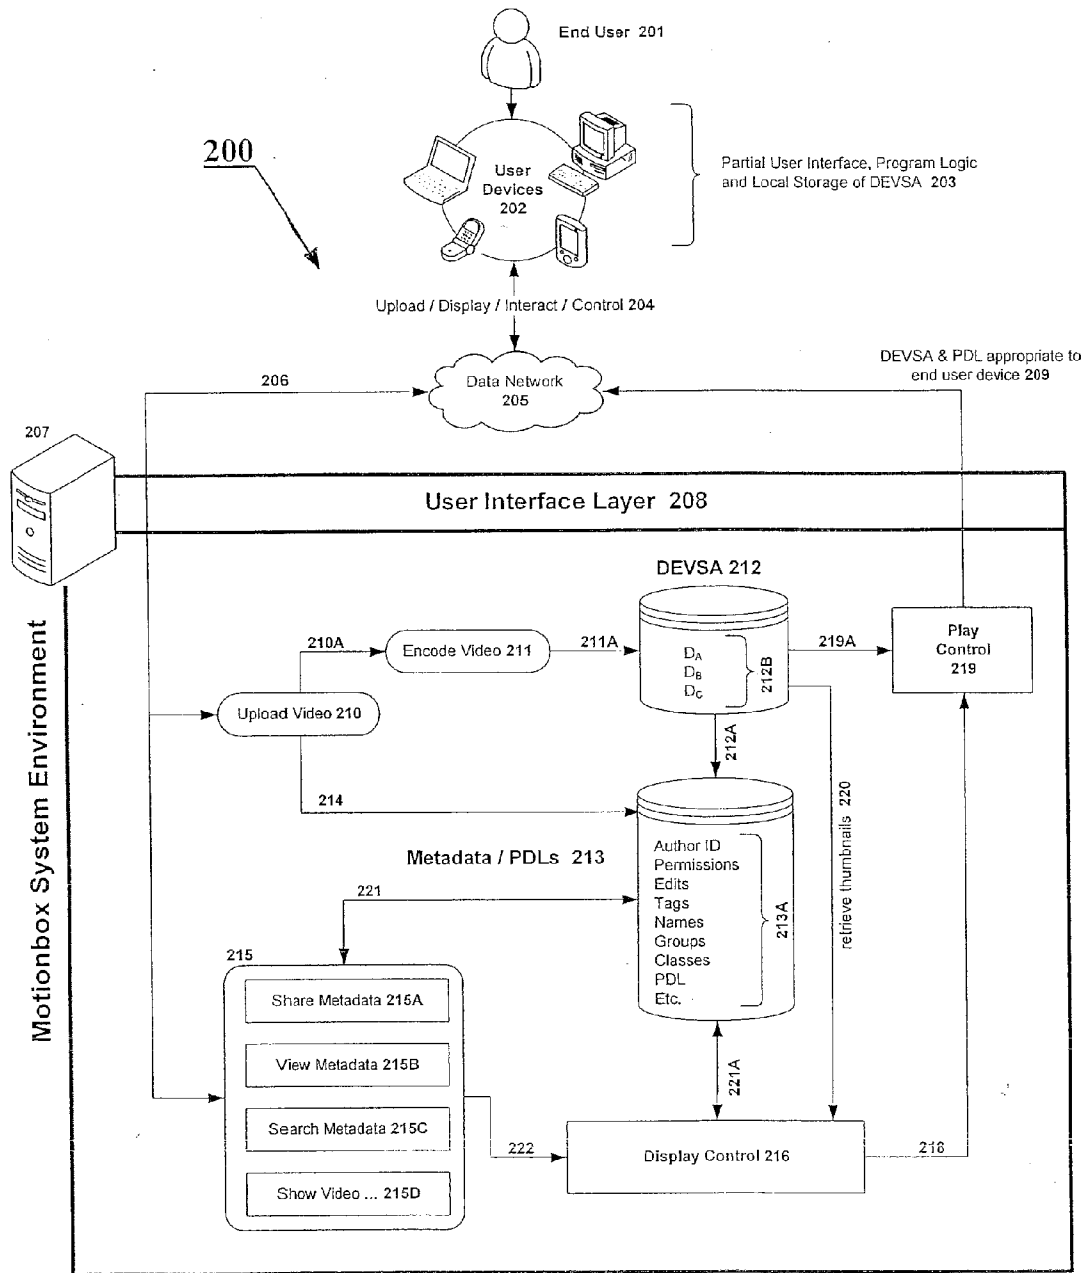 End User 201
200
User
Devices
202
Partial User Interface, Program Logic
and Local Storage of DEVSA 203
Upload / Display / Interact / Control 204
DEVSA & PDL appropriate to
end user device 209
206
Data Network
205
207
User Interface Layer 208
Motionbox System Environment
DEVSA 212
210A
Encode Video 211
211A
DA
DB
DC
212B
219A
Play
Control
219
Upload Video 210
212A
214
retrieve thumbnails 220
Metadata / PDLs 213
Author ID
Permissions
Edits
Tags
Names
Groups
Classes
PDL
Etc.
213A
221
215
Share Metadata 215A
View Metadata 215B
Search Metadata 215C
Show Video ... 215D
221A
222
Display Control 216
218